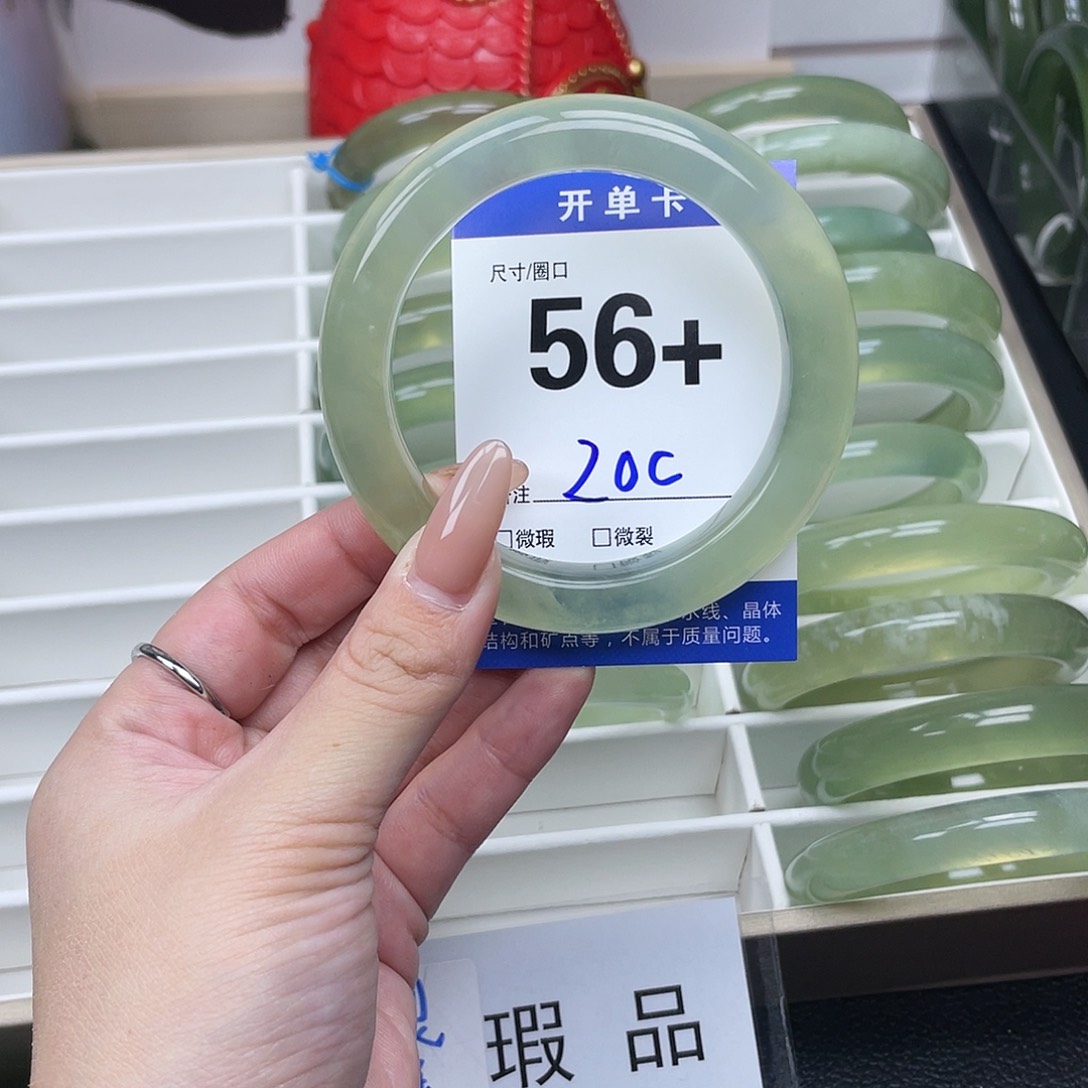 开单卡
尺寸/圈口
56+
注
20C
□微瑕 □微裂
水线、晶体
结构和矿点等，不属于质量问题。
瑕品